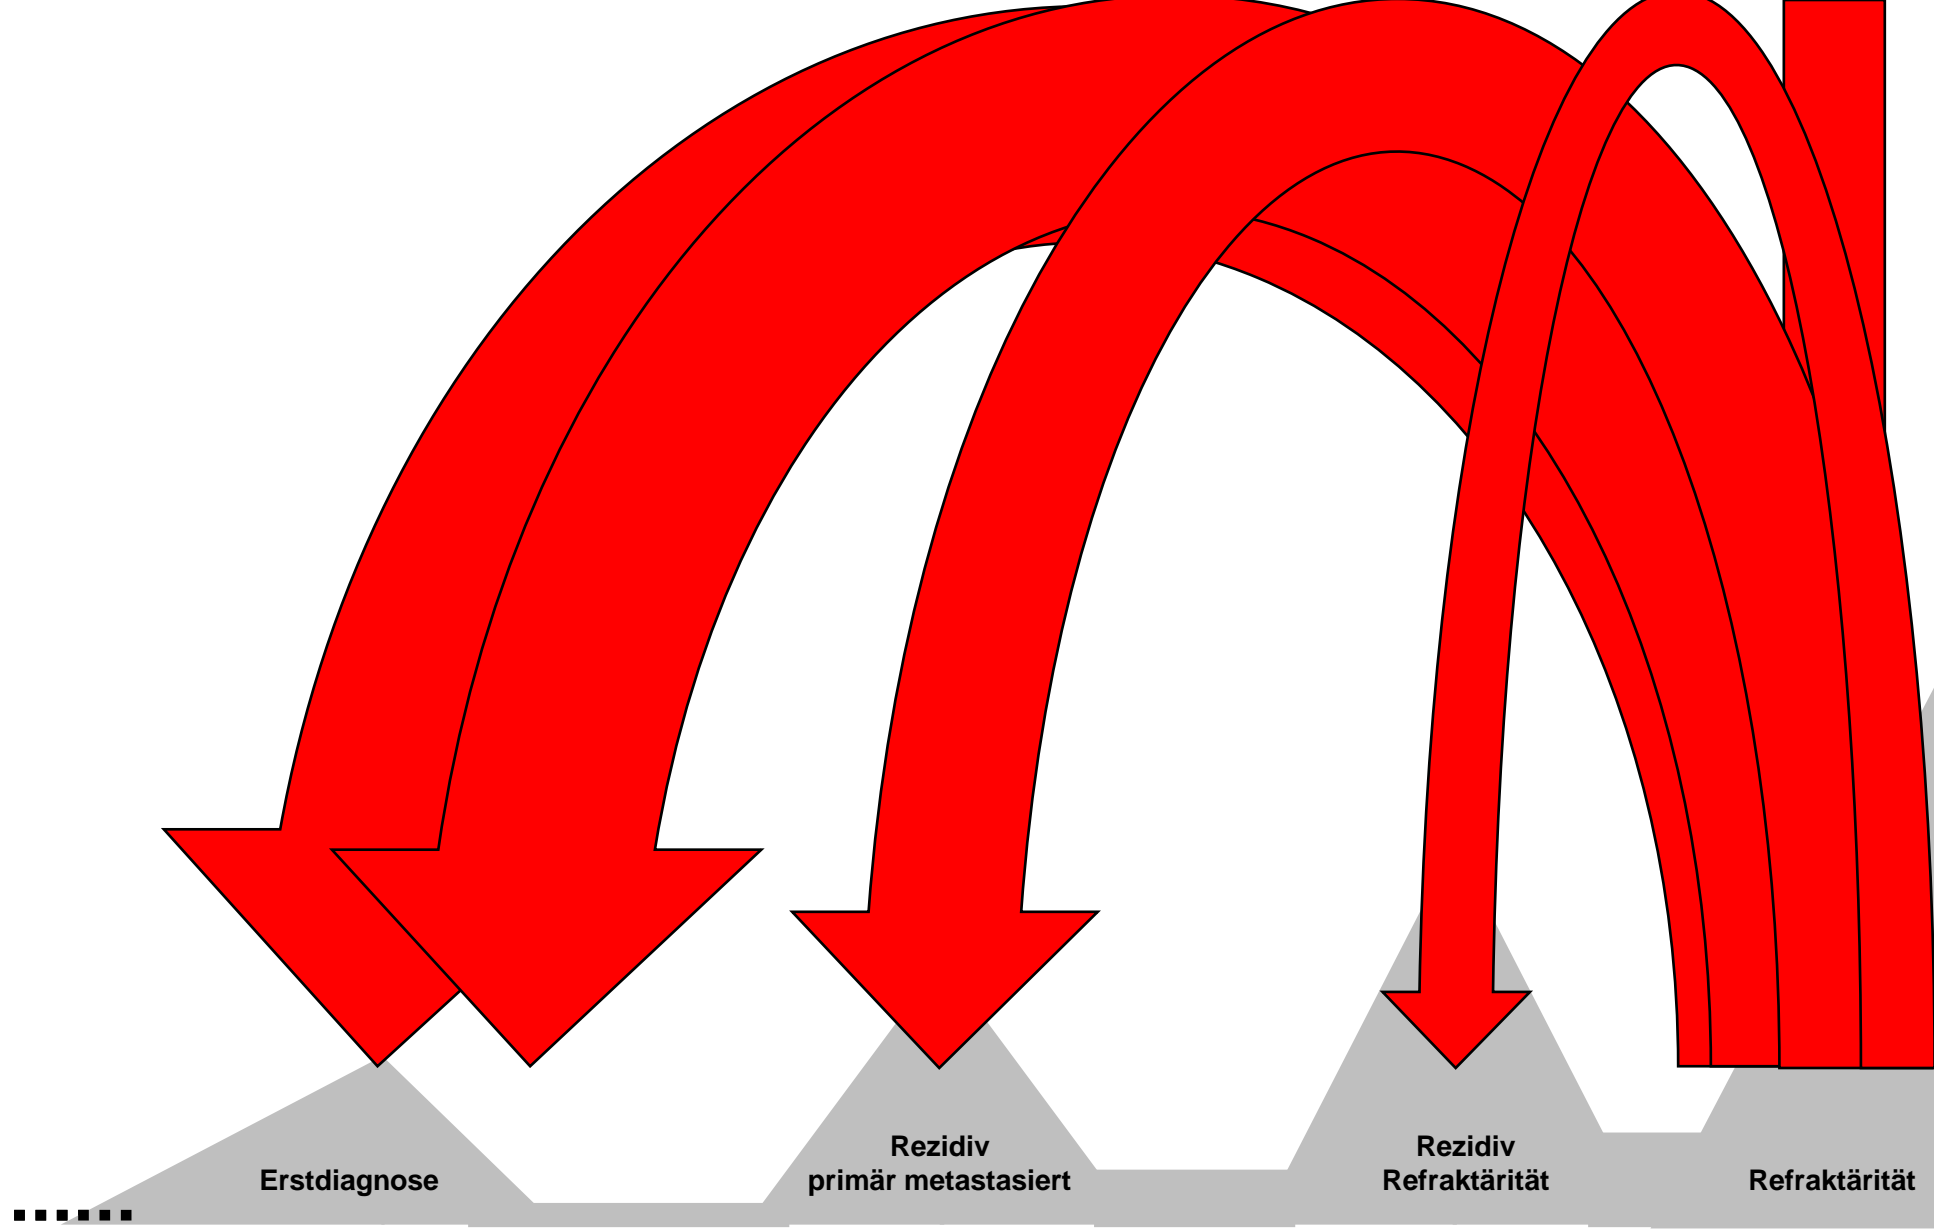 Erstdiagnose
Rezidiv
primär metastasiert
Rezidiv
Refraktärität
Refraktärität